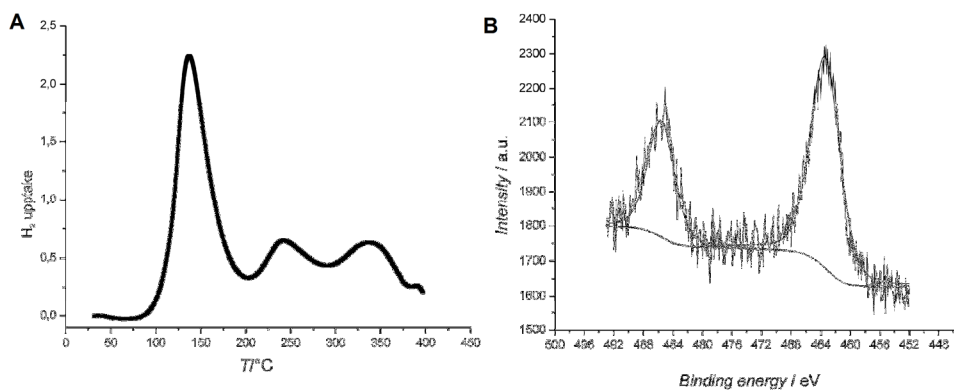 A
2,5
2,0
1,5
1,0
0,5
0,0
H₂ upptake
0 50 100 150 200 250 300 350 400 450
T/°C
B
2400
2300
2200
2100
2000
1900
1800
1700
1600
1500
Intensity / a.u.
500 496 492 488 484 480 476 472 468 464 460 456 452 448
Binding energy / eV